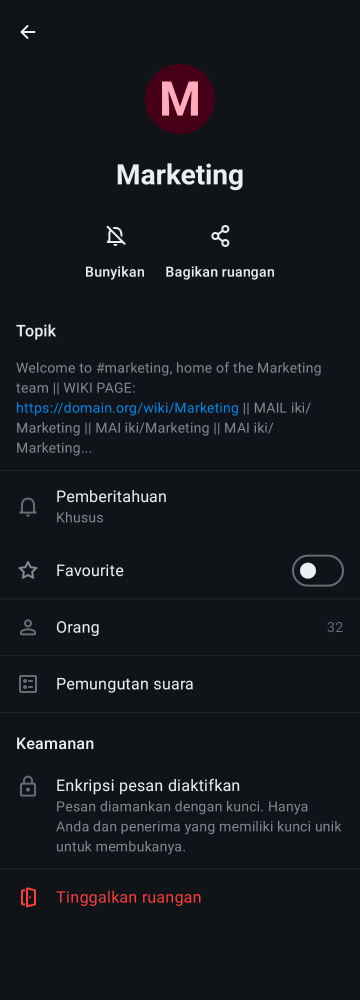 M
Marketing
Bunyikan
Bagikan ruangan
Topik
Welcome to #marketing, home of the Marketing
team || WIKI PAGE:
https://domain.org/wiki/Marketing || MAIL iki/
Marketing || MAI iki/Marketing || MAI iki/
Marketing...
Pemberitahuan
Khusus
Favourite
Orang
32
Pemungutan suara
Keamanan
Enkripsi pesan diaktifkan
Pesan diamankan dengan kunci. Hanya
Anda dan penerima yang memiliki kunci unik
untuk membukanya.
Tinggalkan ruangan